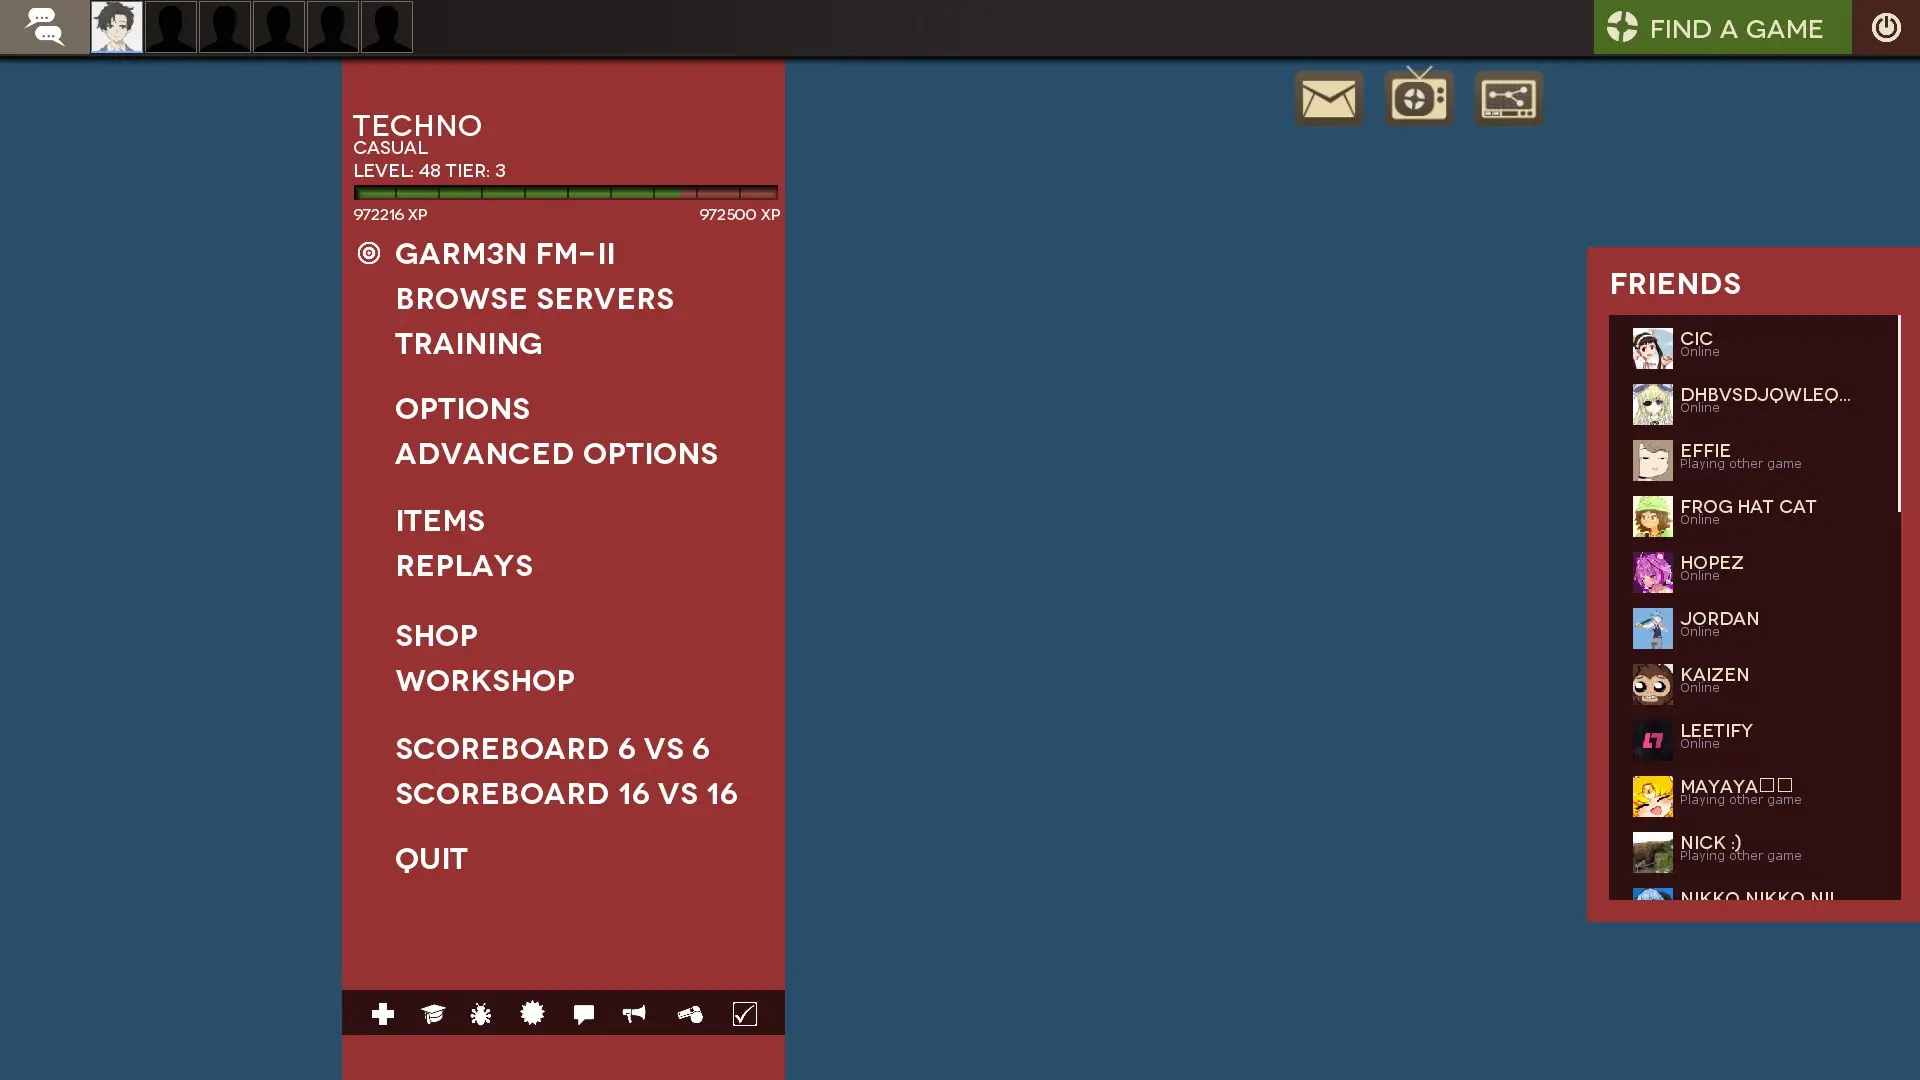 FIND A GAME
TECHNO
CASUAL
LEVEL: 48 TIER: 3
972216 XP
972500 XP
GARM3N FM-II
BROWSE SERVERS
TRAINING
OPTIONS
ADVANCED OPTIONS
ITEMS
REPLAYS
SHOP
WORKSHOP
SCOREBOARD 6 VS 6
SCOREBOARD 16 VS 16
QUIT
FRIENDS
CIC
Online
DHBVSDJQWLEQ...
Online
EFFIE
Playing other game
FROG HAT CAT
Online
HOPEZ
Online
JORDAN
Online
KAIZEN
Online
LEETIFY
Online
MAYAYA□□
Playing other game
NICK :)
Playing other game
NIKKO NIKKO NII